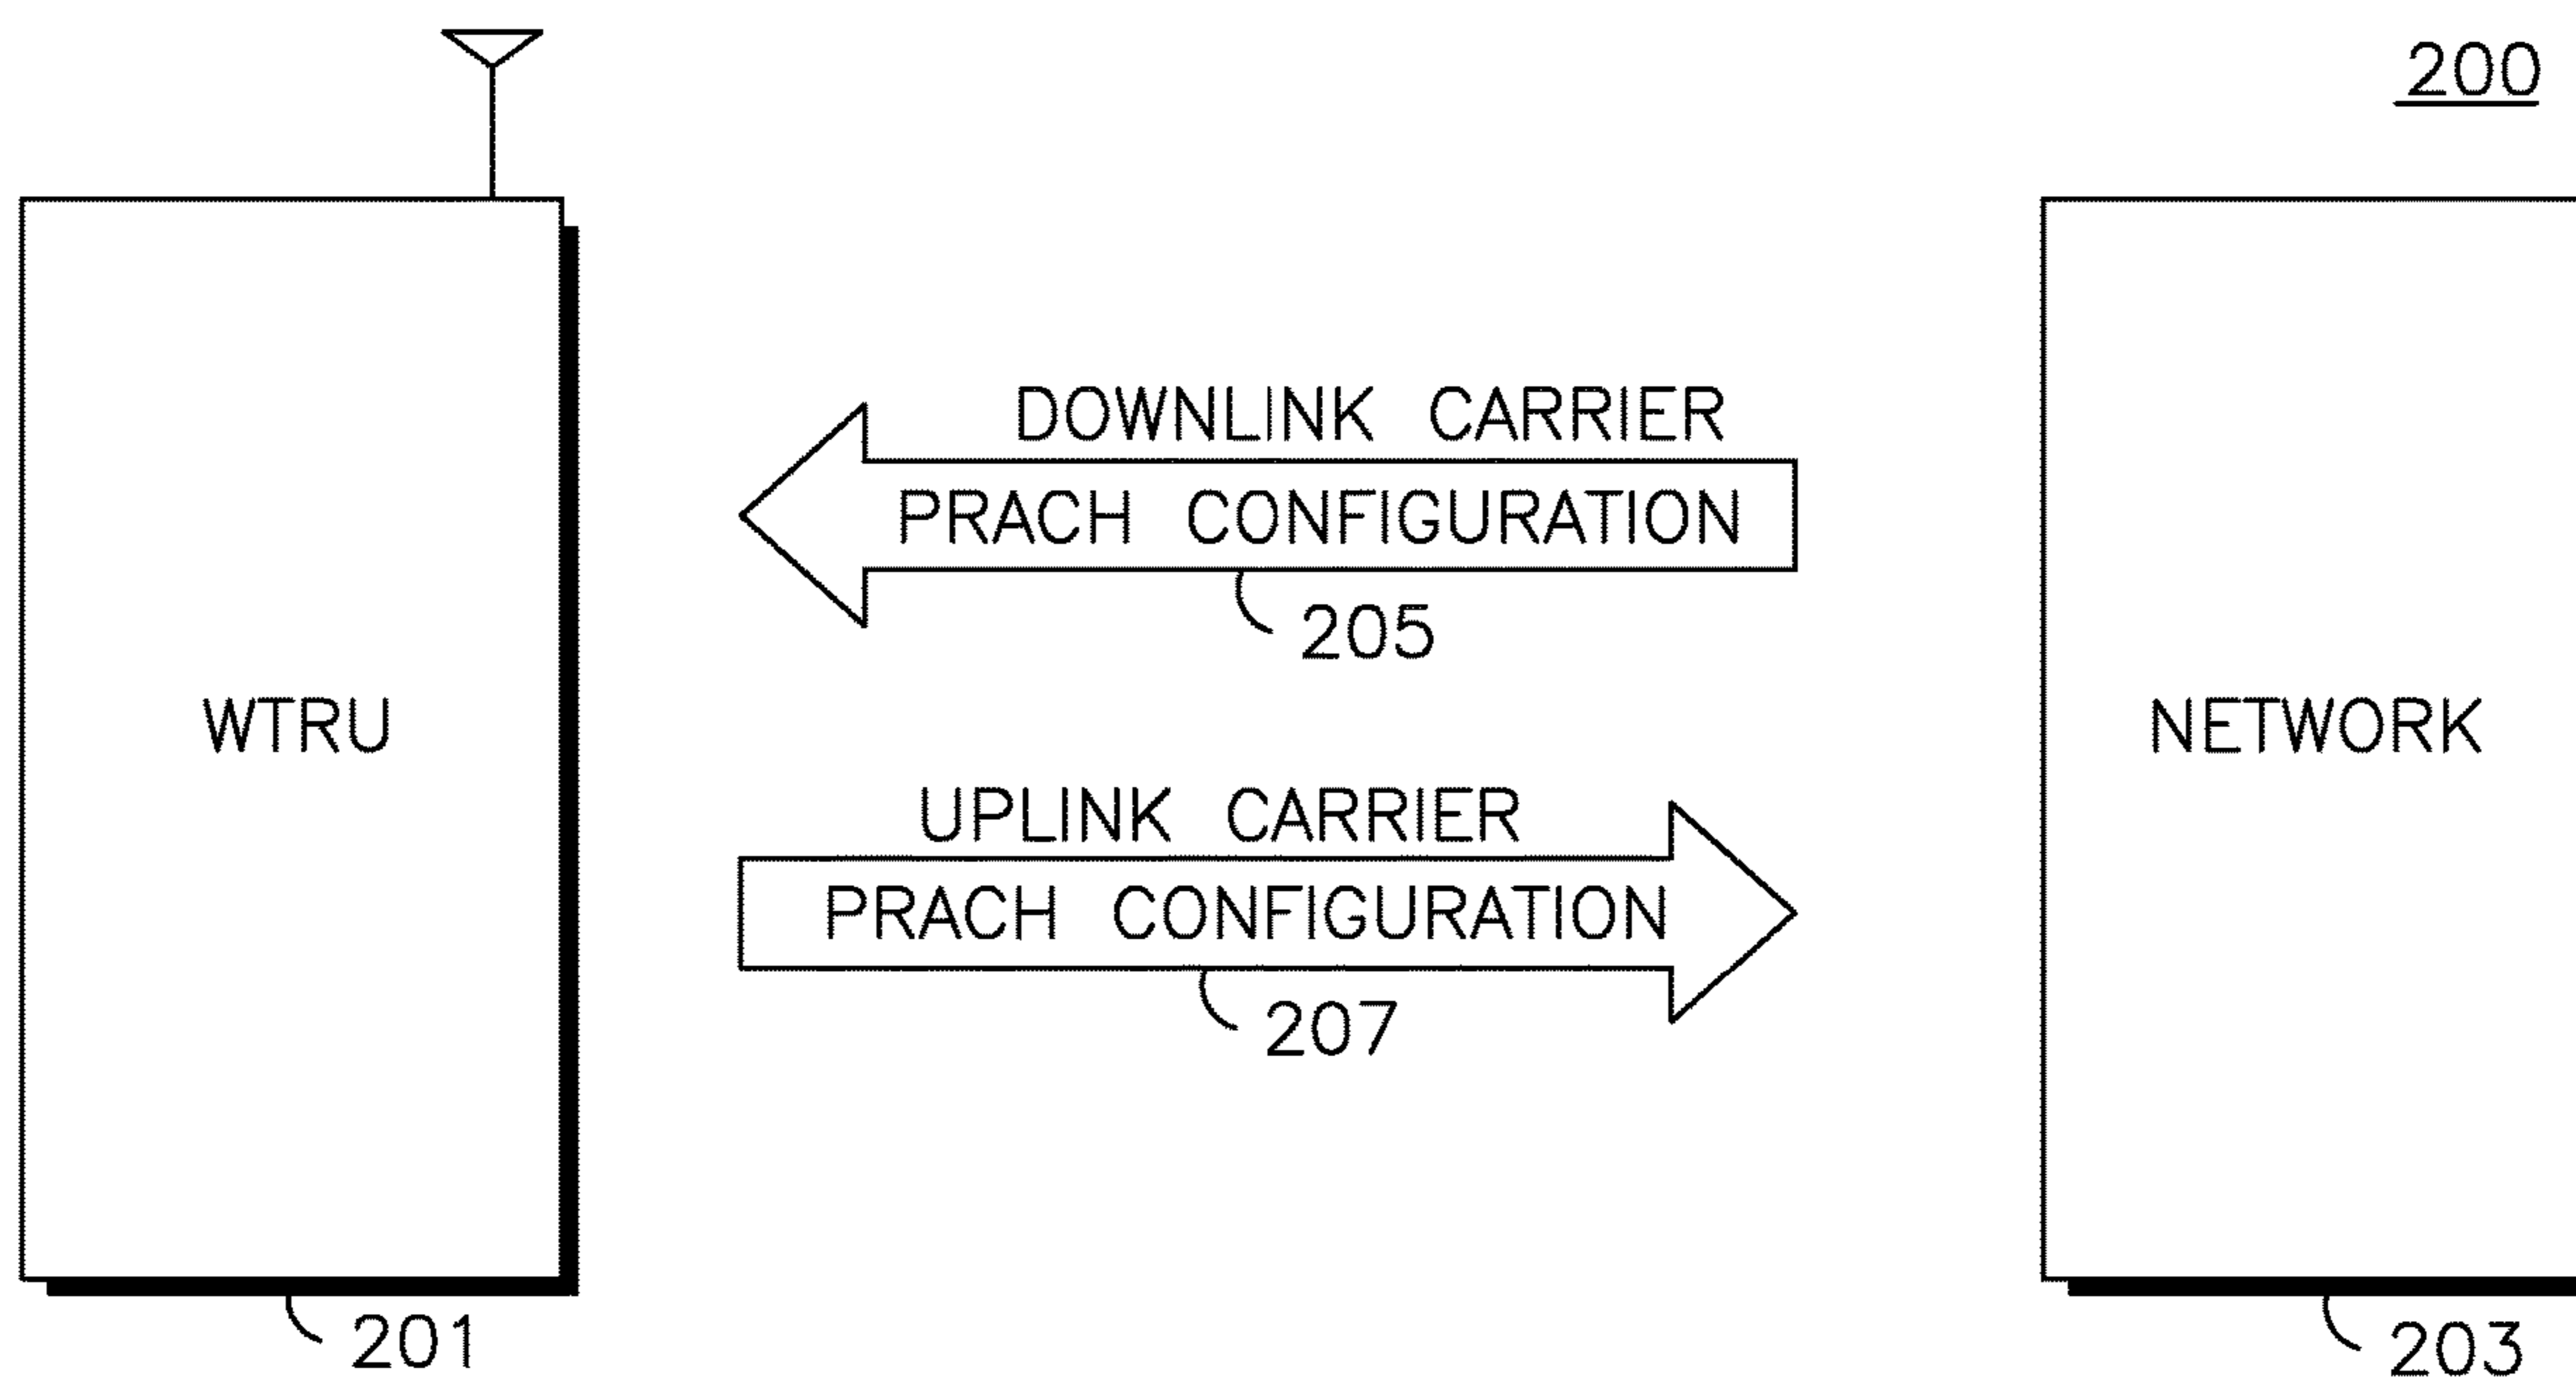 200
DOWNLINK CARRIER
PRACH CONFIGURATION
205
WTRU
NETWORK
UPLINK CARRIER
PRACH CONFIGURATION
207
201
203